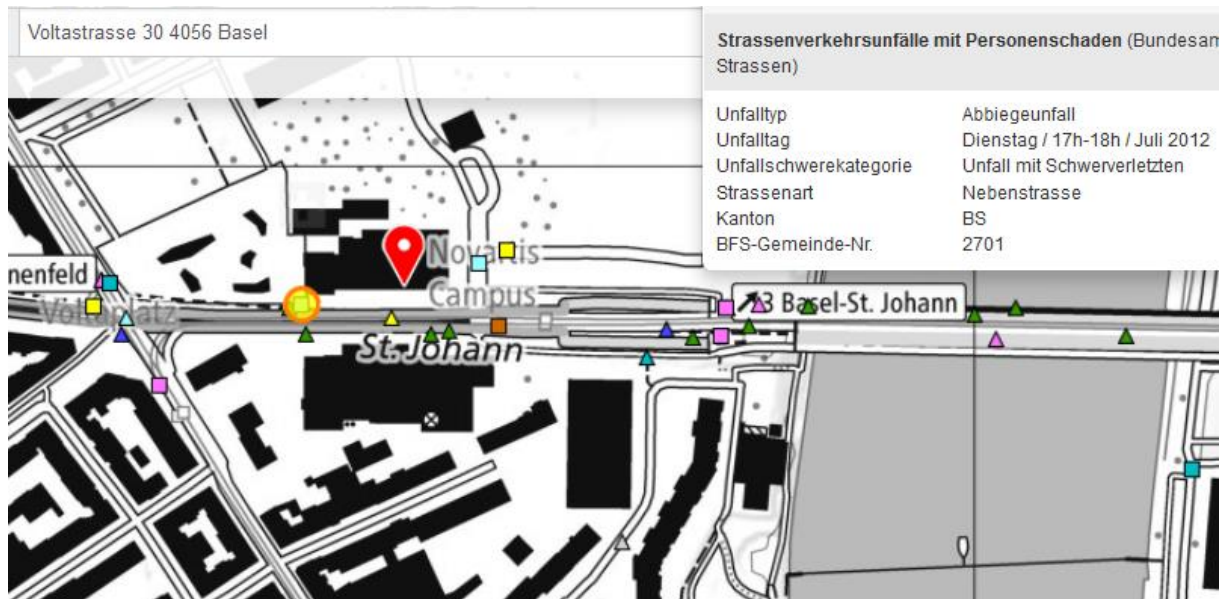 Voltastrasse 30 4056 Basel
Strassenverkehrsunfälle mit Personenschaden (Bundesam
Strassen)
Unfalltyp Abbiegeunfall
Unfalltag Dienstag / 17h-18h / Juli 2012
Unfallschwerekategorie Unfall mit Schwerverletzten
Strassenart Nebenstrasse
Kanton BS
BFS-Gemeinde-Nr. 2701
Novartis
Campus
nenfeld
Voltaplatz
3 Basel-St. Johann
St. Johann